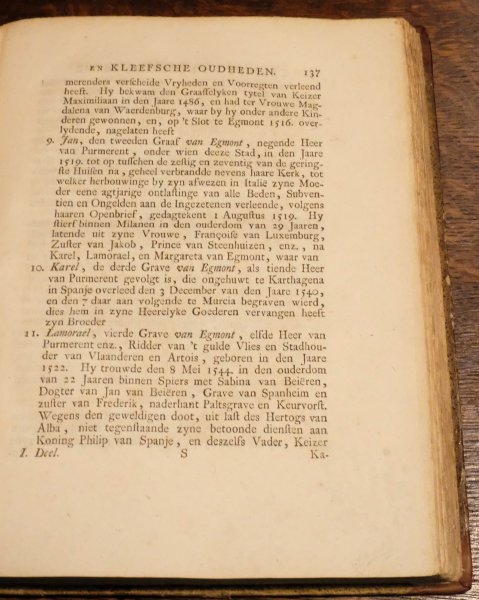 EN KLEEFSCHE OUDHEDEN. 137
merenders verscheide Vryheden en Voorregten verleend
heeft. Hy bekwam den Graaffelyken tytel van Keizer
Maximiliaan in den Jaare 1486, en had ter Vrouwe Mag-
dalena van Waerdenburg, waar by hy onder andere Kin-
deren gewonnen, en, op 't Slot te Egmont 1516. over-
lydende, nagelaten heeft
9. Jan, den tweeden Graaf van Egmont, negende Heer
van Purmerent, onder wien deeze Stad, in den Jaare
1519. tot op tusschen de zestig en zeventig van de gering-
ste Huisen na, geheel verbrandde nevens haare Kerk, tot
welker herbouwinge by zyn afwezen in Italië zyne Moe-
der eene agtjarige ontlastinge van alle Beden, Subven-
tien en Ongelden aan de Ingezetenen verleende, volgens
haaren Openbrief, gedagtekent 1 Augustus 1519. Hy
stierf binnen Milanen in den ouderdom van 29 Jaaren,
latende uit zyne Vrouwe, Françoise van Luxemburg,
Zuster van Jakob, Prince van Steenhuizen, enz., na
Karel, Lamorael, en Margareta van Egmont, waar van
10. Karel, de derde Grave van Egmont, als tiende Heer
van Purmerent gevolgt is, die ongehuwt te Karthagena
in Spanje overleed den 3 December van den Jaare 1540,
en den 7 daar aan volgende te Murcia begraven wierd,
dies hem in zyne Heerelyke Goederen vervangen heeft
zyn Broeder
11. Lamorael, vierde Grave van Egmont, elfde Heer van
Purmerent enz., Ridder van 't gulde Vlies en Stadhou-
der van Vlaanderen en Artois, geboren in den Jaare
1522. Hy trouwde den 8 Mei 1544. in den ouderdom
van 22 Jaaren binnen Spiers met Sabina van Beiëren,
Dogter van Jan van Beiëren, Grave van Spanheim en
zuster van Frederik, naderhant Paltsgrave en Keurvorst.
Wegens den geweldigen doot, uit last des Hertogs van
Alba, niet tegenstaande zyne betoonde diensten aan
Koning Philip van Spanje, en deszelfs Vader, Keizer
I. Deel. S Ka-